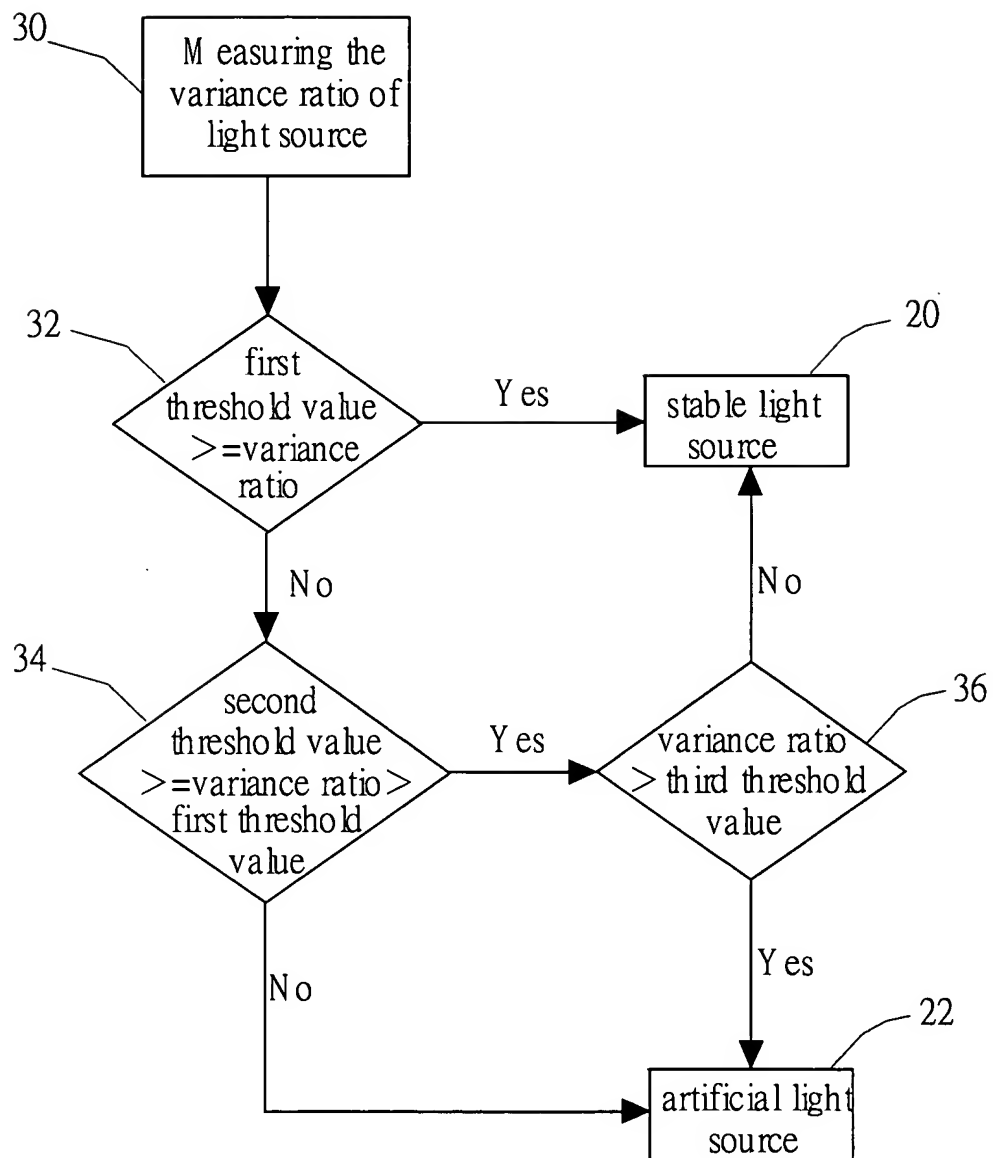 30
M easuring the
variance ratio of
light source
32
first
threshold value
>=variance
ratio
Yes
20
stable light
source
No
No
34
second
threshold value
>=variance ratio>
first threshold
value
Yes
36
variance ratio
> third threshold
value
No
Yes
22
artificial light
source